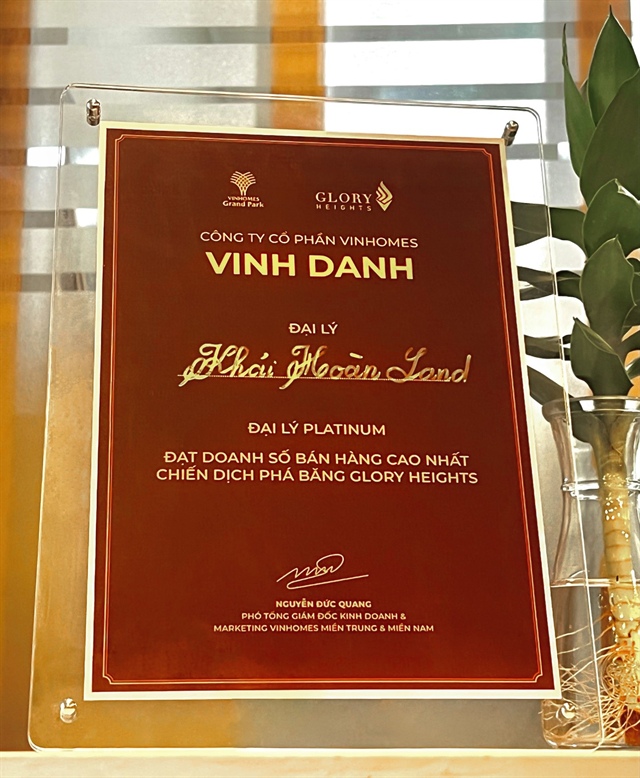 VINHOMES
Grand Park
GLORY
HEIGHTS
CÔNG TY CỔ PHẦN VINHOMES
VINH DANH
ĐẠI LÝ
Khải Hoàn Land
ĐẠI LÝ PLATINUM
ĐẠT DOANH SỐ BÁN HÀNG CAO NHẤT
CHIẾN DỊCH PHÁ BĂNG GLORY HEIGHTS
NGUYỄN ĐỨC QUANG
PHÓ TỔNG GIÁM ĐỐC KINH DOANH &
MARKETING VINHOMES MIỀN TRUNG & MIỀN NAM